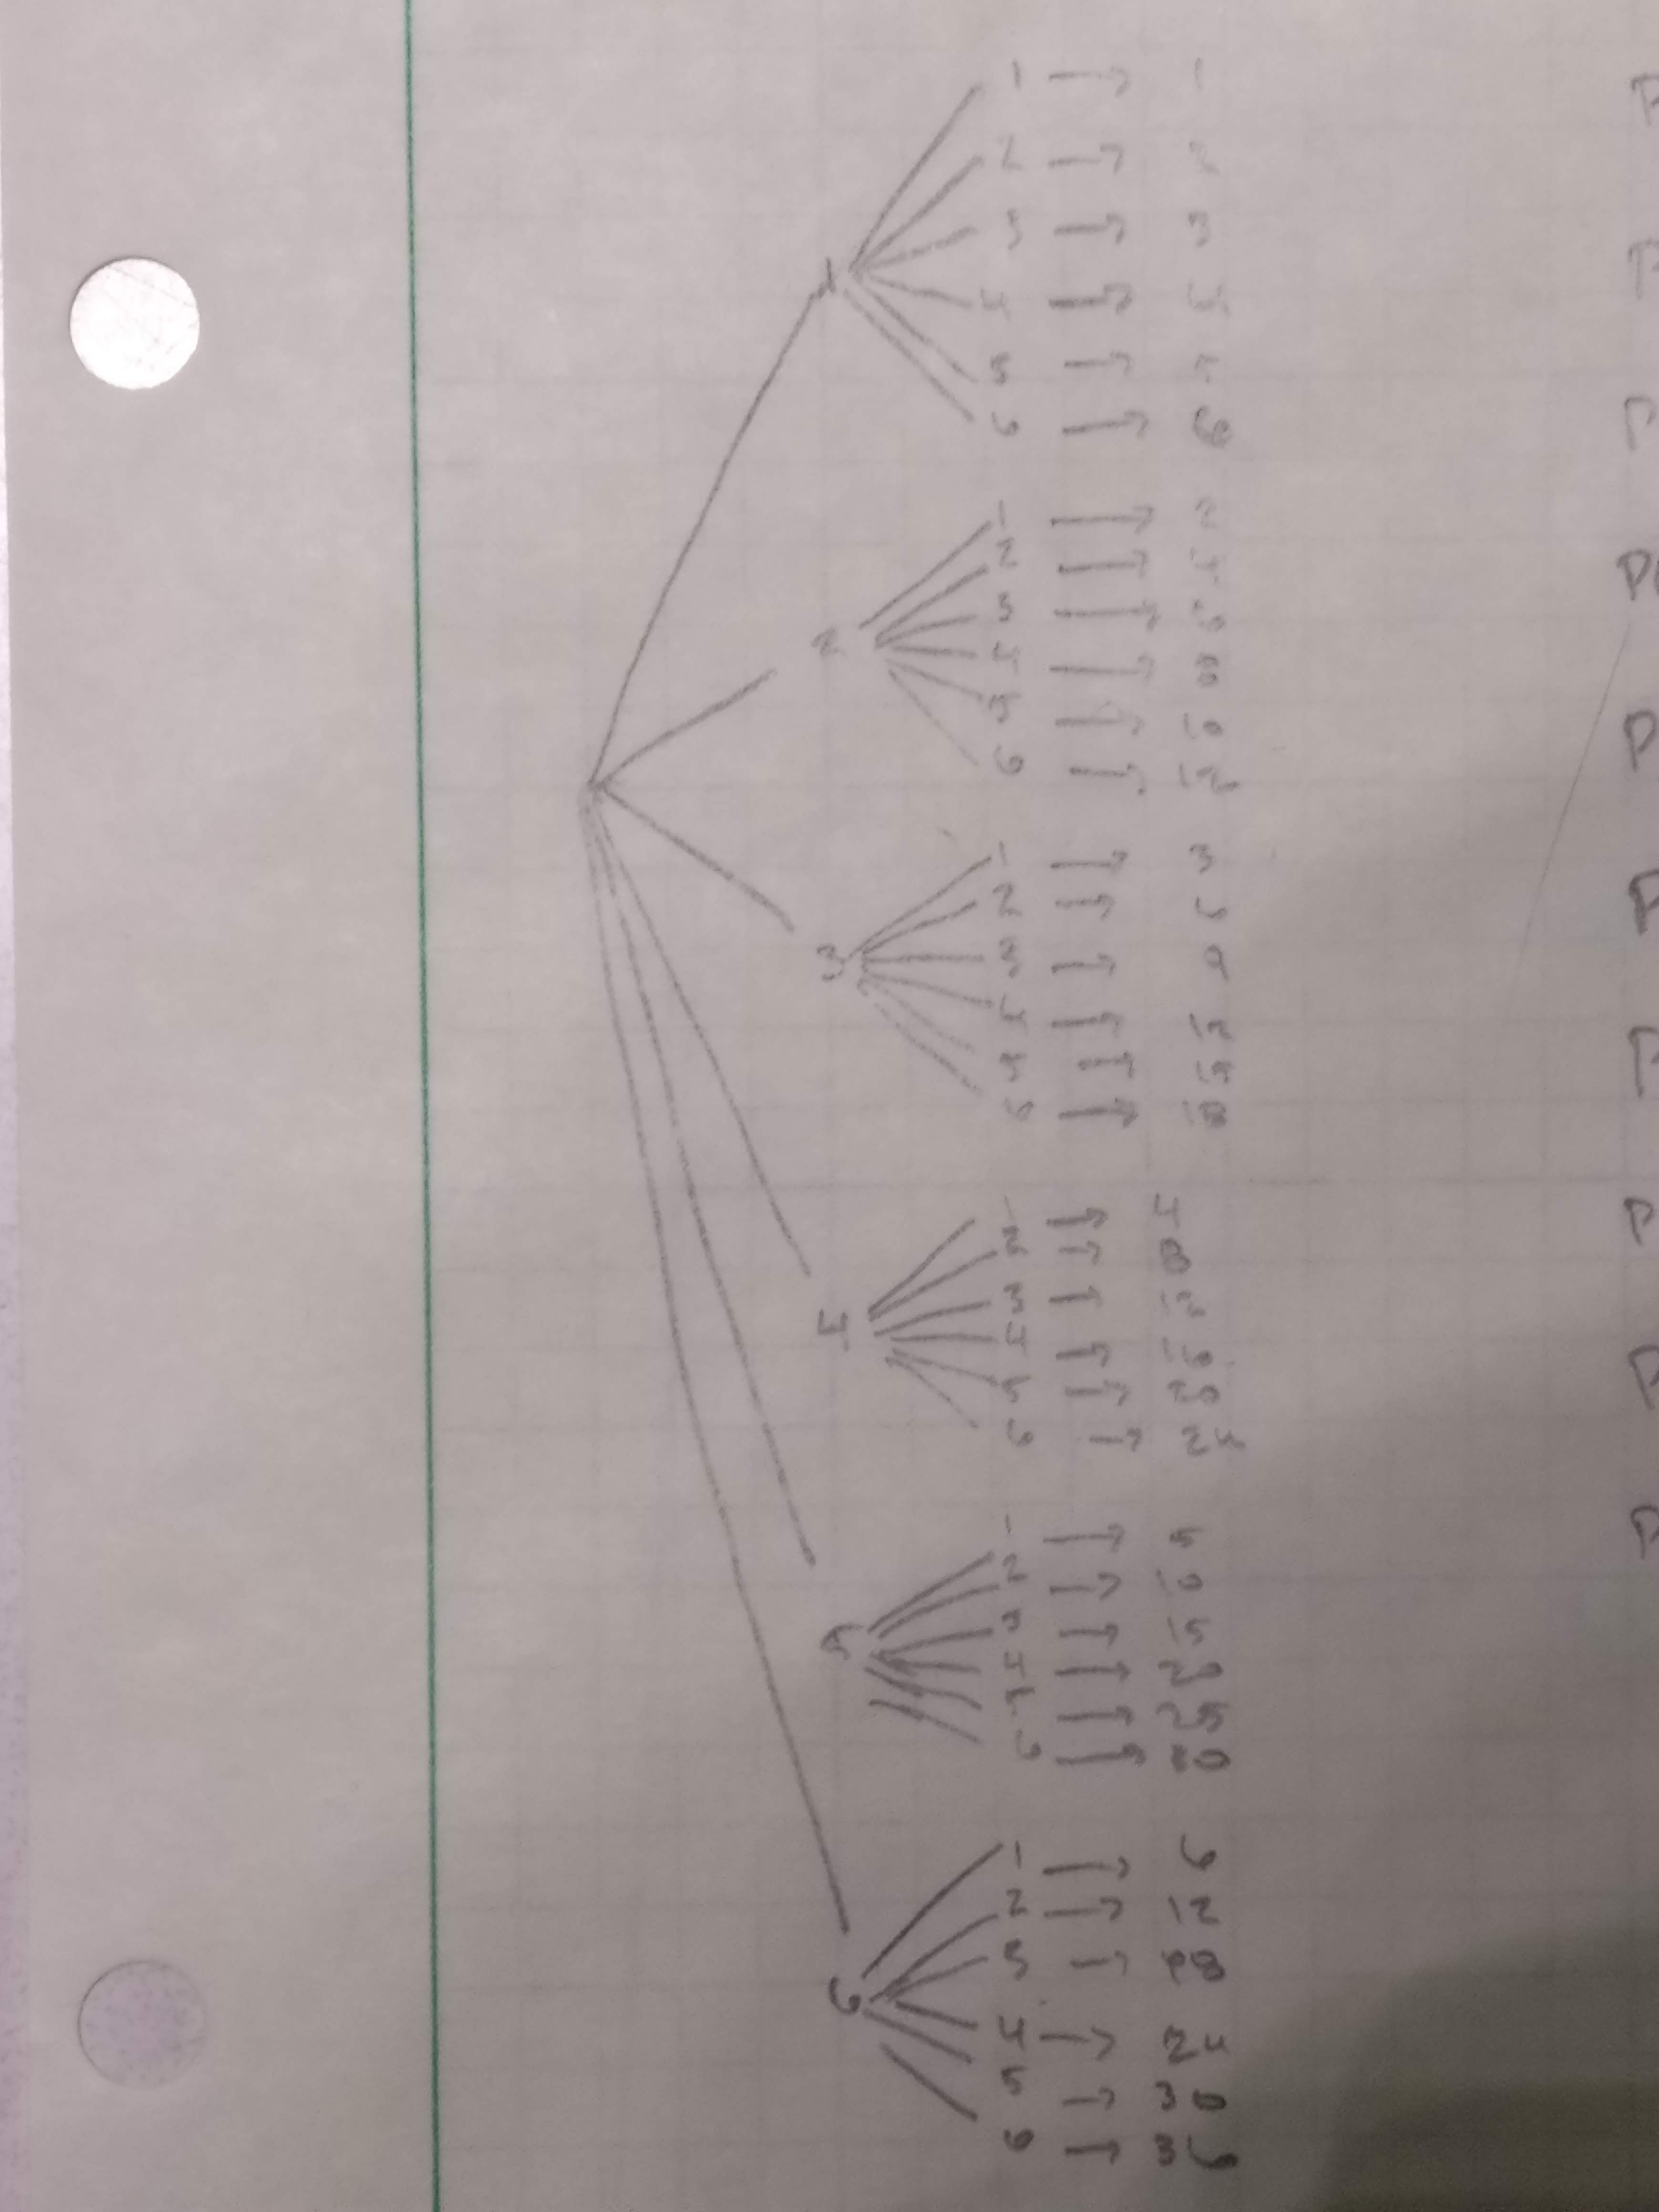 1
1 → 1
2 → 2
3 → 3
4 → 4
5 → 5
6 → 6
2
1 → 2
2 → 4
3 → 6
4 → 8
5 → 10
6 → 12
3
1 → 3
2 → 6
3 → 9
4 → 12
5 → 15
6 → 18
4
1 → 4
2 → 8
3 → 12
4 → 16
5 → 20
6 → 24
5
1 → 5
2 → 10
3 → 15
4 → 20
5 → 25
6 → 30
6
1 → 6
2 → 12
3 → 18
4 → 24
5 → 30
6 → 36